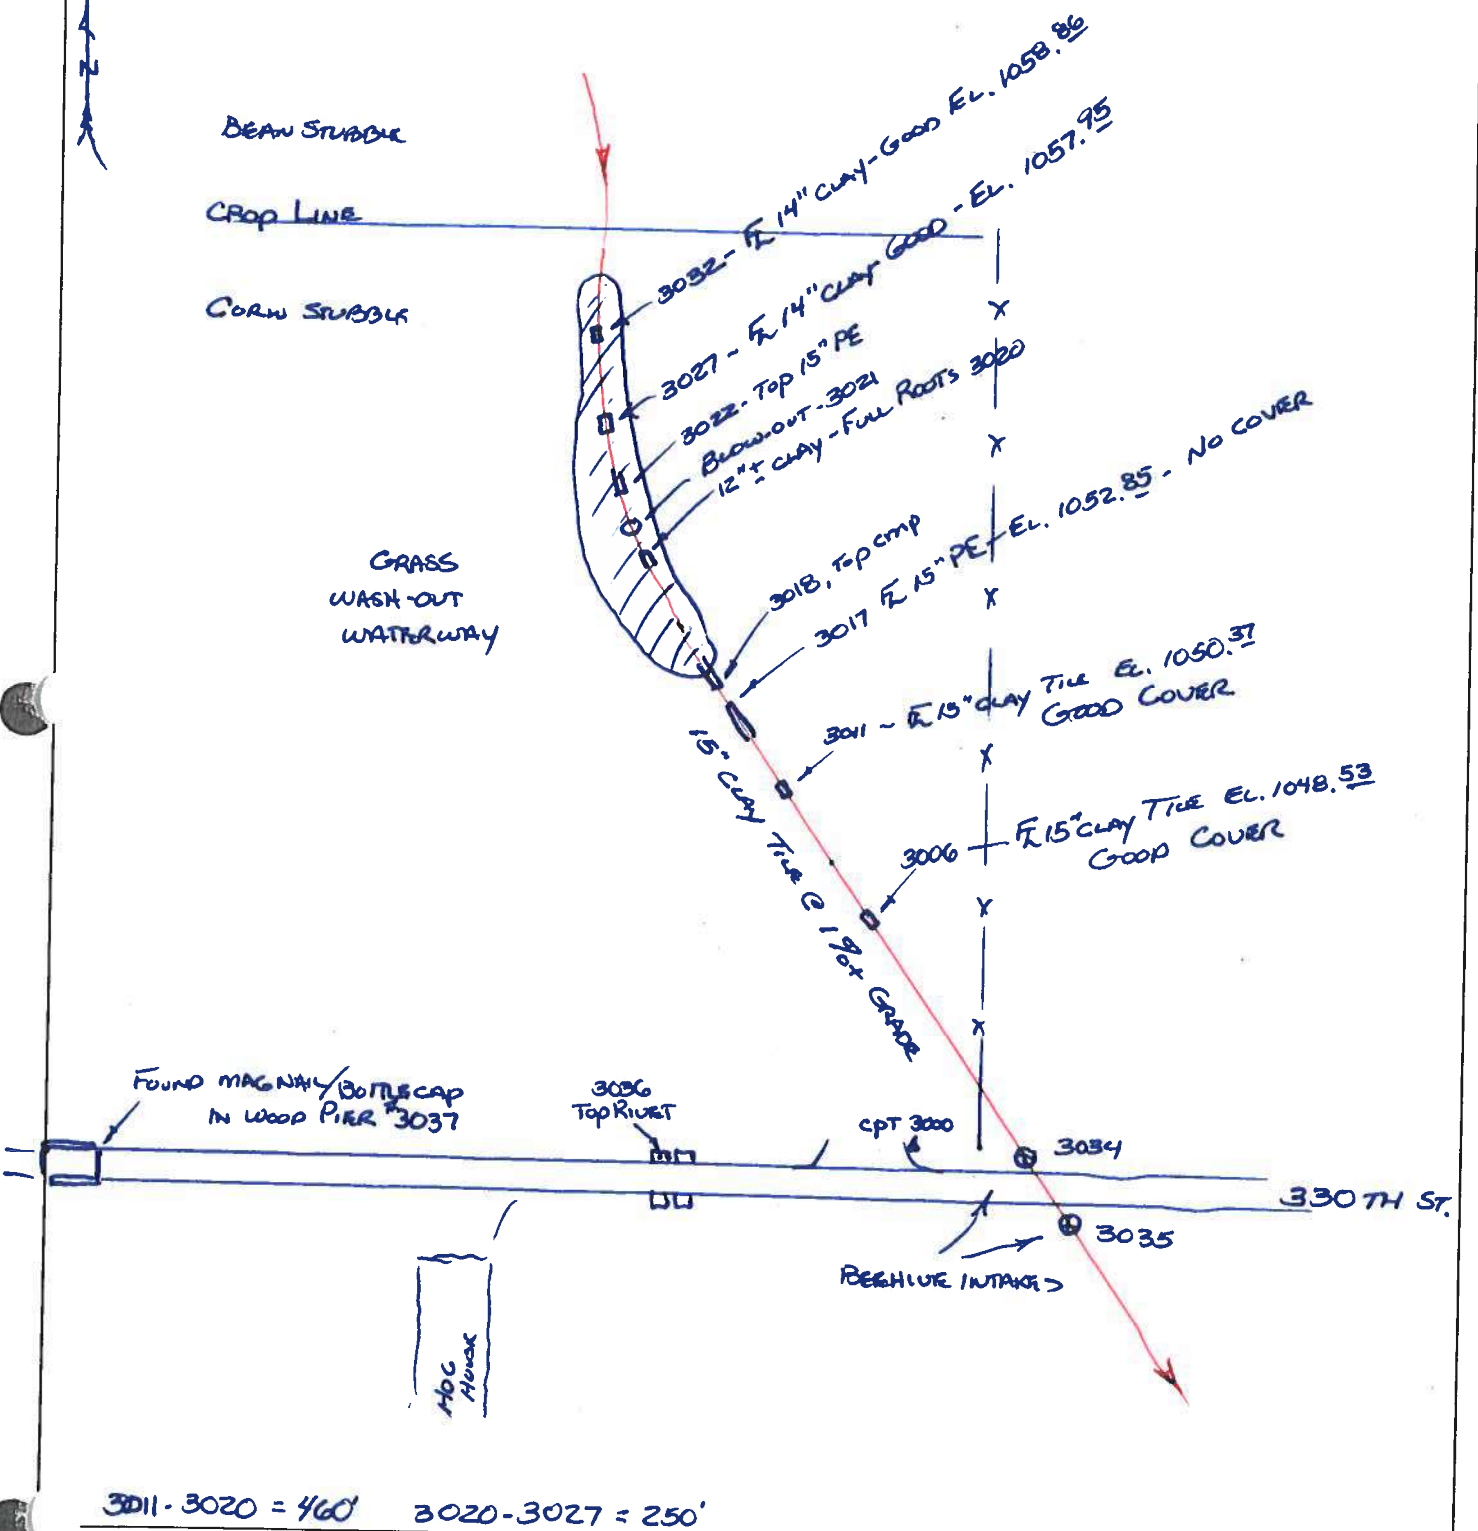 N
BEAN STUBBLE
CROP LINE
CORN STUBBLE
3032 - FL 14" CLAY - GOOD EL. 1058.86
3027 - FL 14" CLAY GOOD - EL. 1057.95
3022 - TOP 15" PE
BLOW-OUT - 3021
12"± CLAY - FULL ROOTS 3020
GRASS
WASH-OUT
WATERWAY
3018, TOP CMP
3017 FL 15" PE - EL. 1052.85 - NO COVER
3011 - FL 15" CLAY TILE EL. 1050.37
GOOD COVER
15" CLAY TILE @ 1%± GRADE
3006 - FL 15" CLAY TILE EL. 1048.53
GOOD COVER
FOUND MAGNAIL/BOTTLECAP
IN WOOD PIER #3037
3036
TOP RIVET
CPT 3000
3034
330TH ST.
3035
BEEHIVE INTAKES
HOG
HOUSE
3011 - 3020 = 460' 3020 - 3027 = 250'